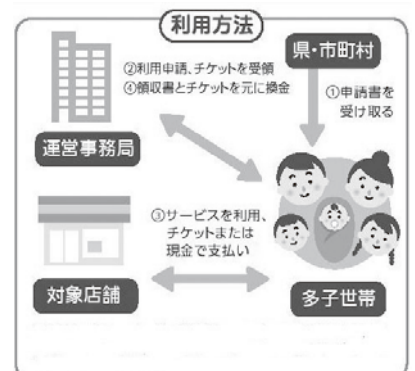 利用方法
県・市町村
②利用申請、チケットを受領
④領収書とチケットを元に換金
①申請書を
受け取る
運営事務局
③サービスを利用、
チケットまたは
現金で支払い
対象店舗
多子世帯